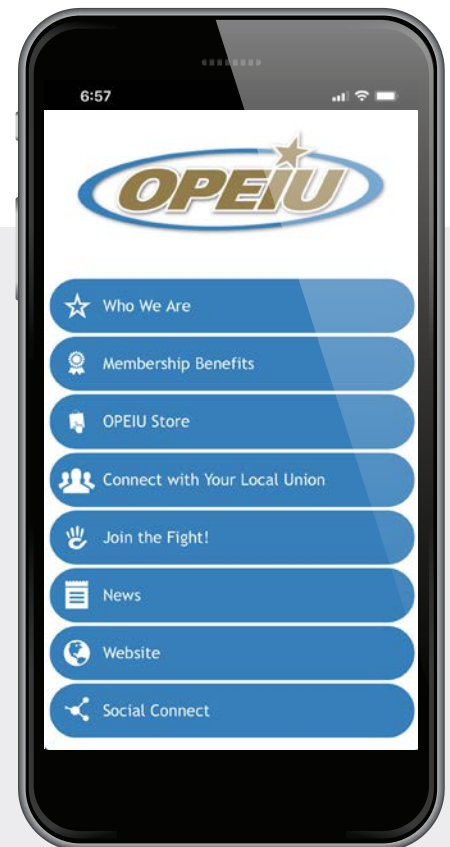 6:57
OPEIU
Who We Are
Membership Benefits
OPEIU Store
Connect with Your Local Union
Join the Fight!
News
Website
Social Connect